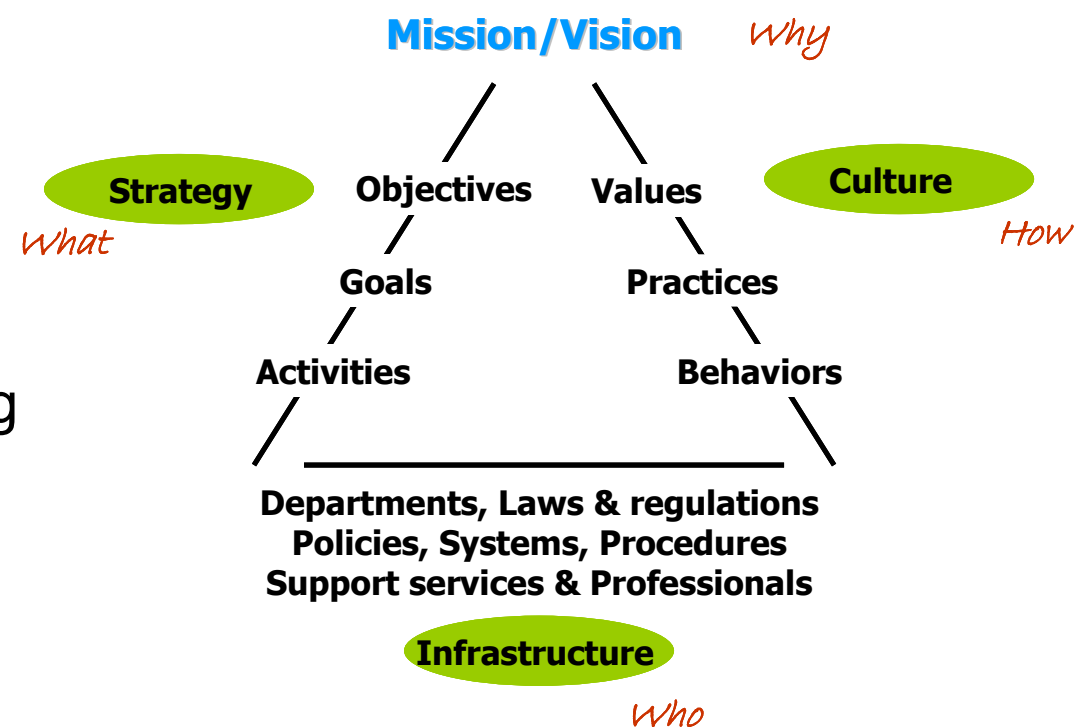 Mission/Vision Why
Strategy Objectives Values Culture
What How
Goals Practices
Activities Behaviors
g
Departments, Laws & regulations
Policies, Systems, Procedures
Support services & Professionals
Infrastructure
Who